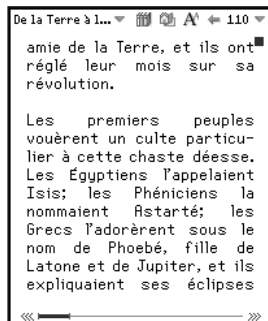 De la Terre à l... 110
amie de la Terre, et ils ont
réglé leur mois sur sa
révolution.
Les premiers peuples
vouèrent un culte particu-
lier à cette chaste déesse.
Les Égyptiens l'appelaient
Isis; les Phéniciens la
nommaient Astarté; les
Grecs l'adorèrent sous le
nom de Phoebé, fille de
Latone et de Jupiter, et ils
expliquaient ses éclipses